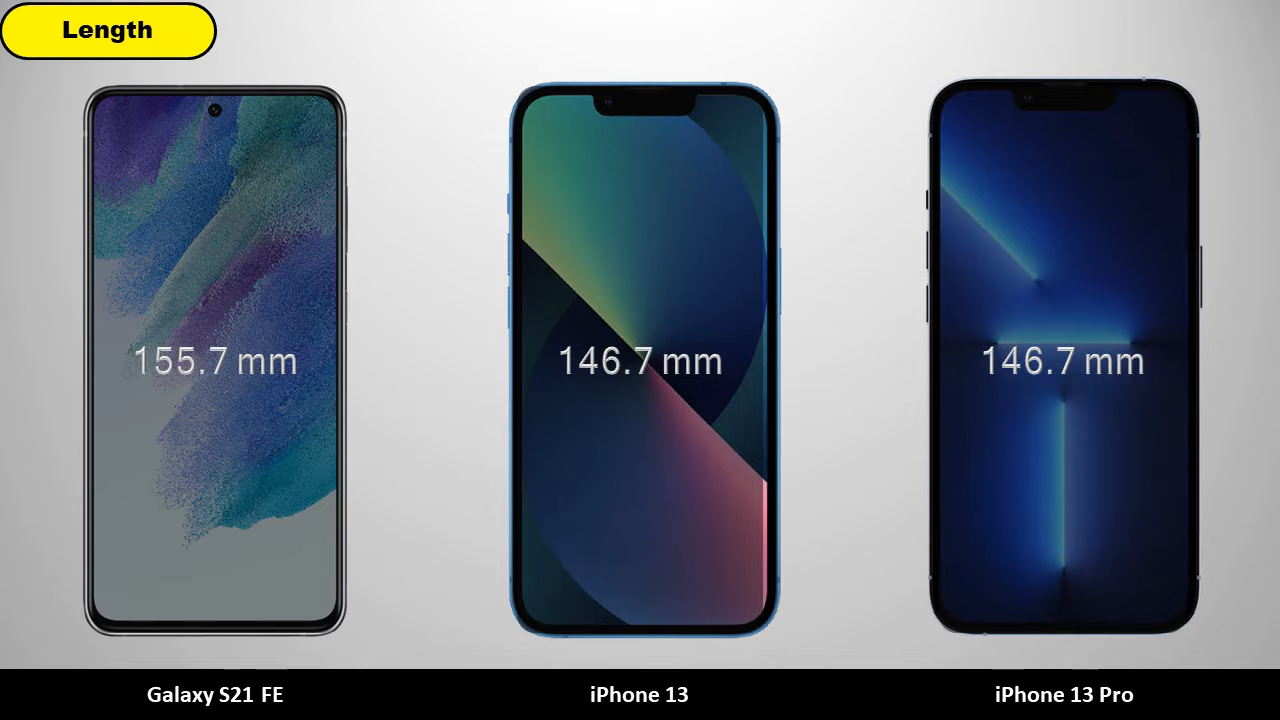 Length
155.7 mm
146.7 mm
146.7 mm
Galaxy S21 FE
iPhone 13
iPhone 13 Pro